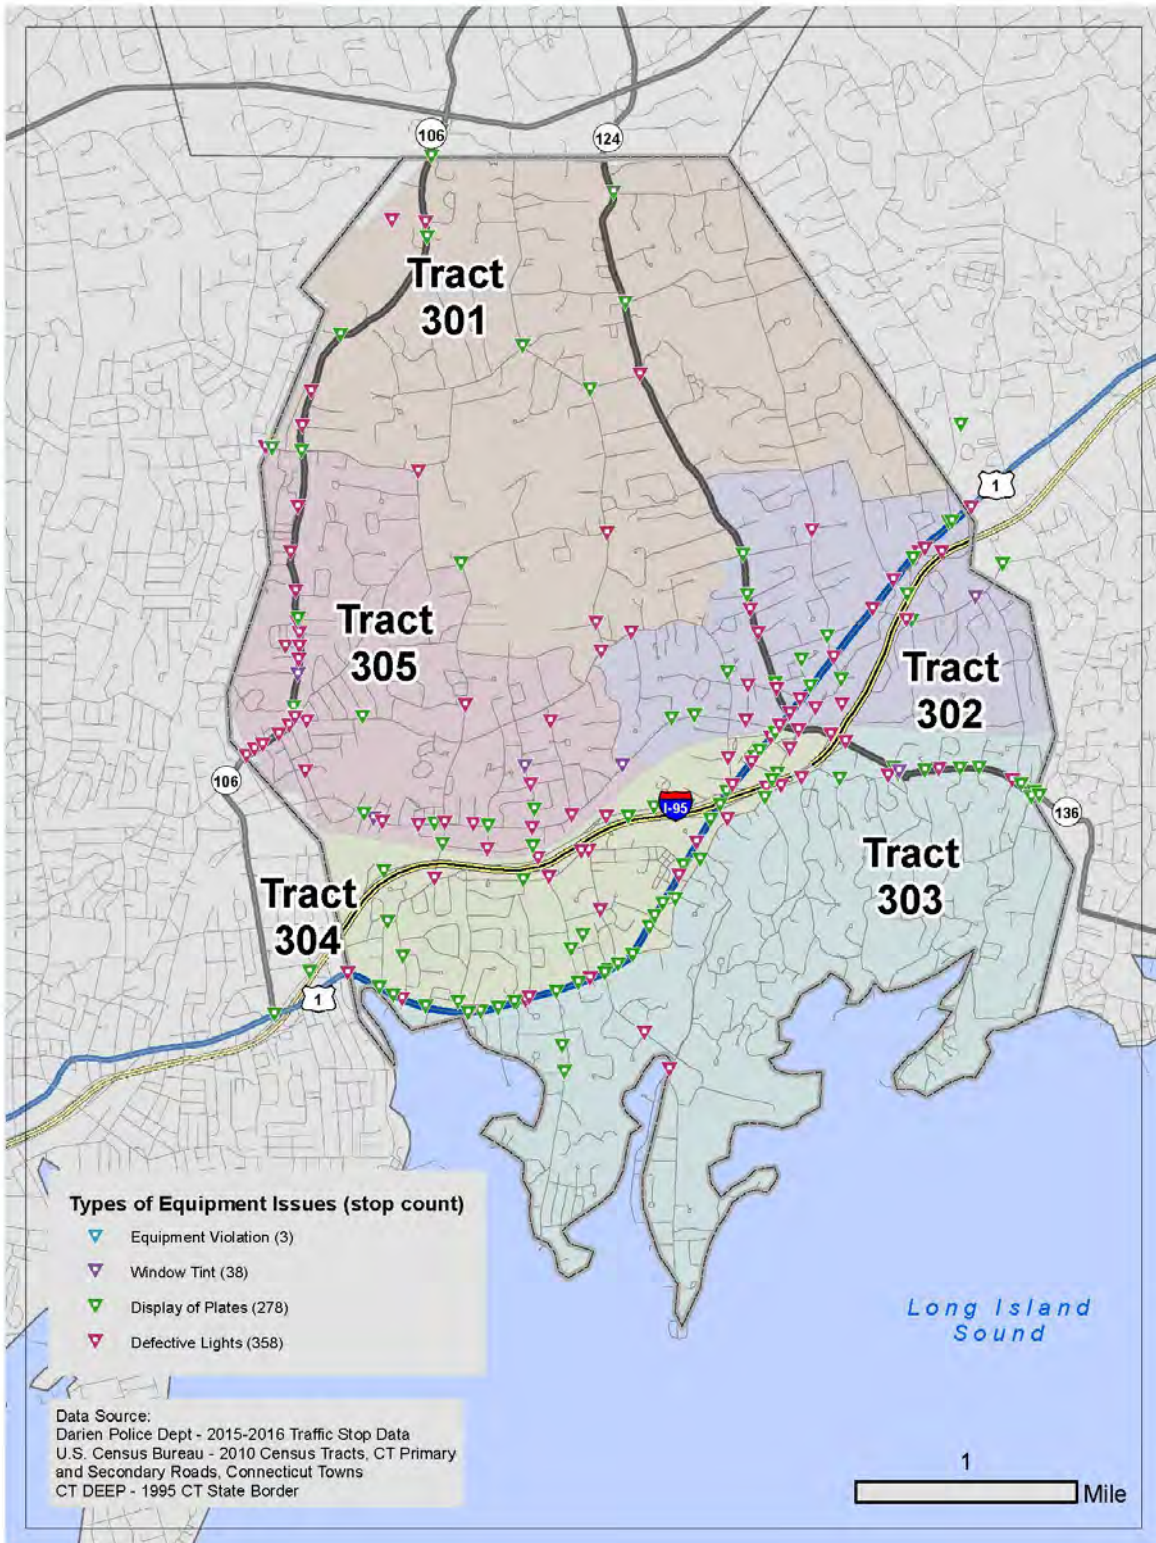 106
124
Tract
301
1
Tract
305
Tract
302
106
I-95
136
Tract
303
Tract
304
1
Types of Equipment Issues (stop count)
Equipment Violation (3)
Window Tint (38)
Display of Plates (278)
Defective Lights (358)
Long Island
Sound
Data Source:
Darien Police Dept - 2015-2016 Traffic Stop Data
U.S. Census Bureau - 2010 Census Tracts, CT Primary
and Secondary Roads, Connecticut Towns
CT DEEP - 1995 CT State Border
1
Mile